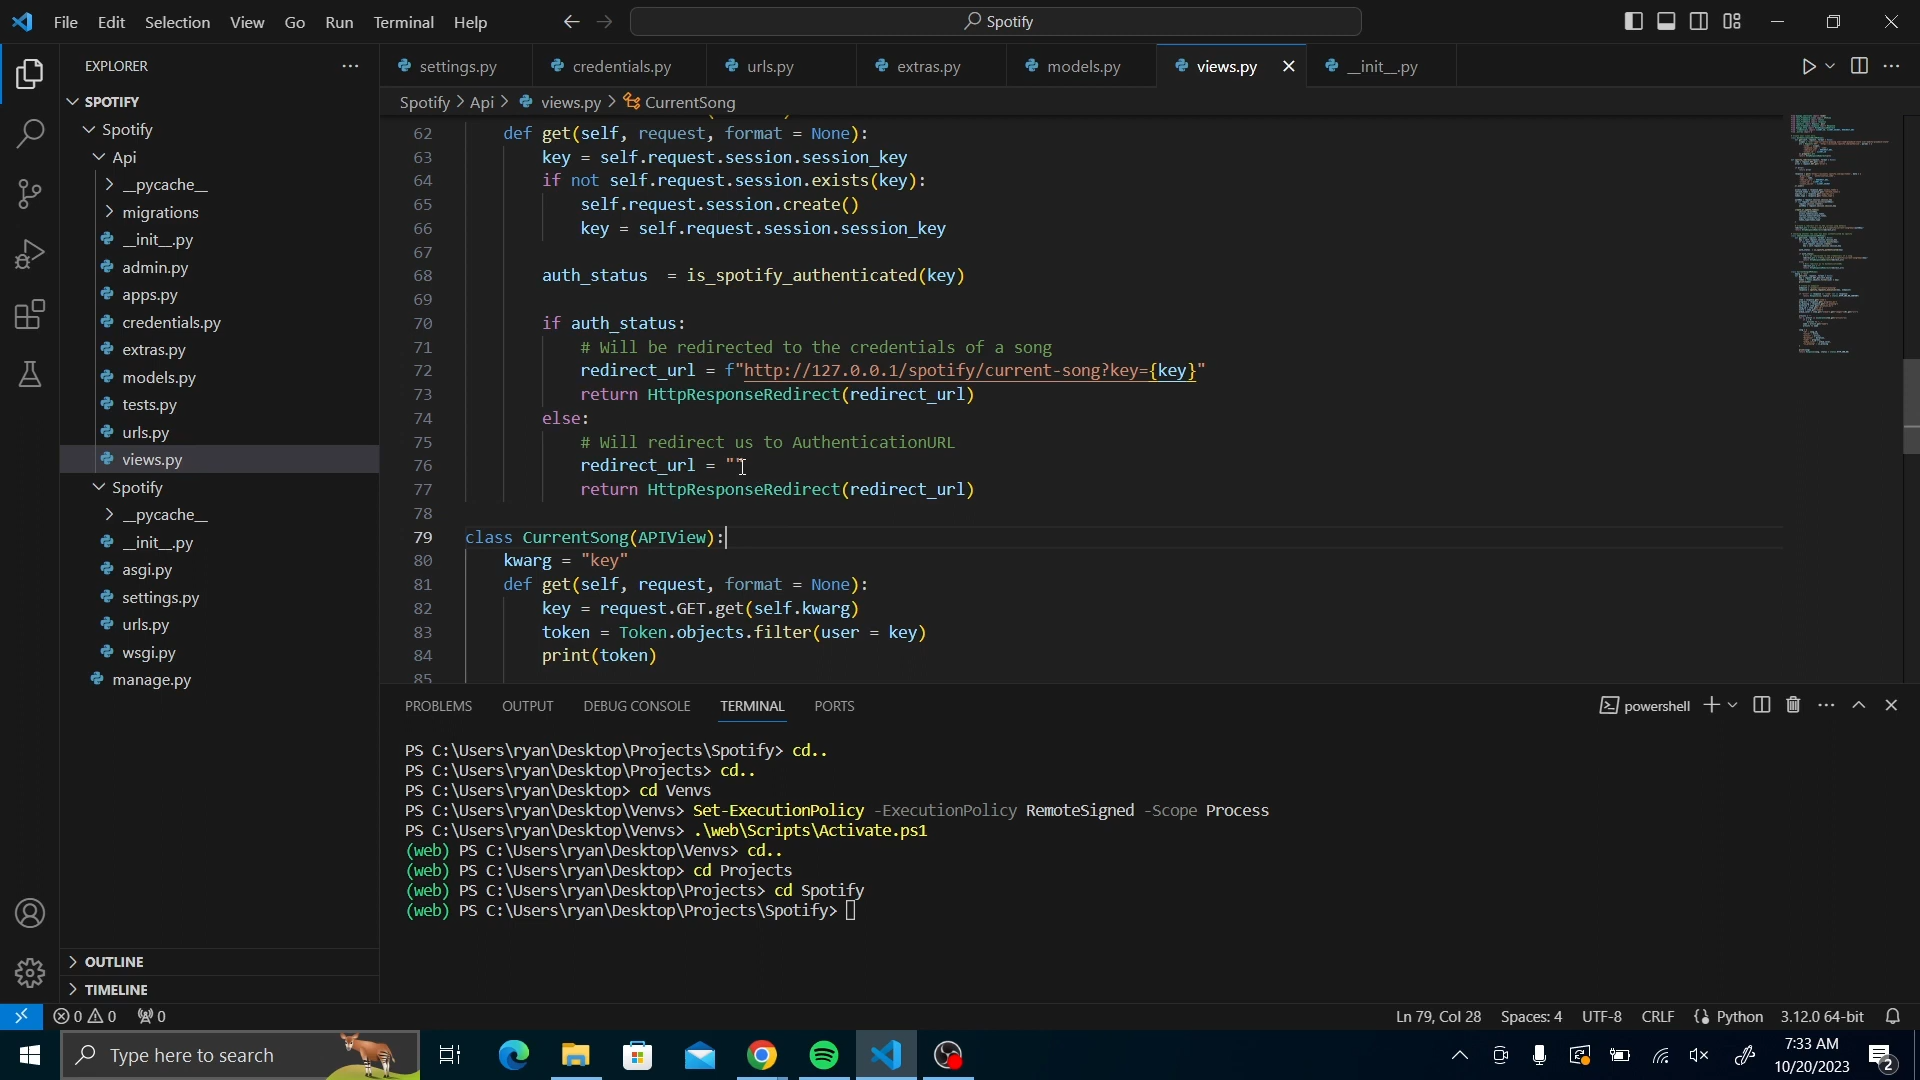 File Edit Selection View Go Run Terminal Help
Spotify
EXPLORER
settings.py credentials.py urls.py extras.py models.py views.py __init__.py
SPOTIFY
Spotify > Api > views.py > CurrentSong
Spotify
Api
__pycache__
migrations
__init__.py
admin.py
apps.py
credentials.py
extras.py
models.py
tests.py
urls.py
views.py
Spotify
__pycache__
__init__.py
asgi.py
settings.py
urls.py
wsgi.py
manage.py
OUTLINE
TIMELINE
62 def get(self, request, format = None):
63 key = self.request.session.session_key
64 if not self.request.session.exists(key):
65 self.request.session.create()
66 key = self.request.session.session_key
67
68 auth_status  = is_spotify_authenticated(key)
69
70 if auth_status:
71 # Will be redirected to the credentials of a song
72 redirect_url = f"http://127.0.0.1/spotify/current-song?key={key}"
73 return HttpResponseRedirect(redirect_url)
74 else:
75 # Will redirect us to AuthenticationURL
76 redirect_url = ""
77 return HttpResponseRedirect(redirect_url)
78
79 class CurrentSong(APIView):
80 kwarg = "key"
81 def get(self, request, format = None):
82 key = request.GET.get(self.kwarg)
83 token = Token.objects.filter(user = key)
84 print(token)
85
PROBLEMS OUTPUT DEBUG CONSOLE TERMINAL PORTS
powershell
PS C:\Users\ryan\Desktop\Projects\Spotify> cd..
PS C:\Users\ryan\Desktop\Projects> cd..
PS C:\Users\ryan\Desktop> cd Venvs
PS C:\Users\ryan\Desktop\Venvs> Set-ExecutionPolicy -ExecutionPolicy RemoteSigned -Scope Process
PS C:\Users\ryan\Desktop\Venvs> .\web\Scripts\Activate.ps1
(web) PS C:\Users\ryan\Desktop\Venvs> cd..
(web) PS C:\Users\ryan\Desktop> cd Projects
(web) PS C:\Users\ryan\Desktop\Projects> cd Spotify
(web) PS C:\Users\ryan\Desktop\Projects\Spotify>
0 0 0
Ln 79, Col 28 Spaces: 4 UTF-8 CRLF Python 3.12.0 64-bit
Type here to search
7:33 AM
10/20/2023
2